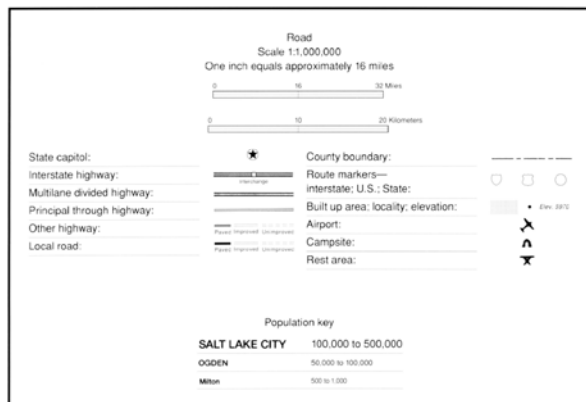 Road
Scale 1:1,000,000
One inch equals approximately 16 miles
0 16 32 Miles
0 10 20 Kilometers
State capitol:
Interstate highway:
Interchange
Multilane divided highway:
Principal through highway:
Other highway:
Paved Improved Unimproved
Local road:
Paved Improved Unimproved
County boundary:
Route markers—
interstate; U.S.; State:
Built up area; locality; elevation:
Airport:
Campsite:
Rest area:
Population key
SALT LAKE CITY 100,000 to 500,000
OGDEN 50,000 to 100,000
Milton 500 to 1,000